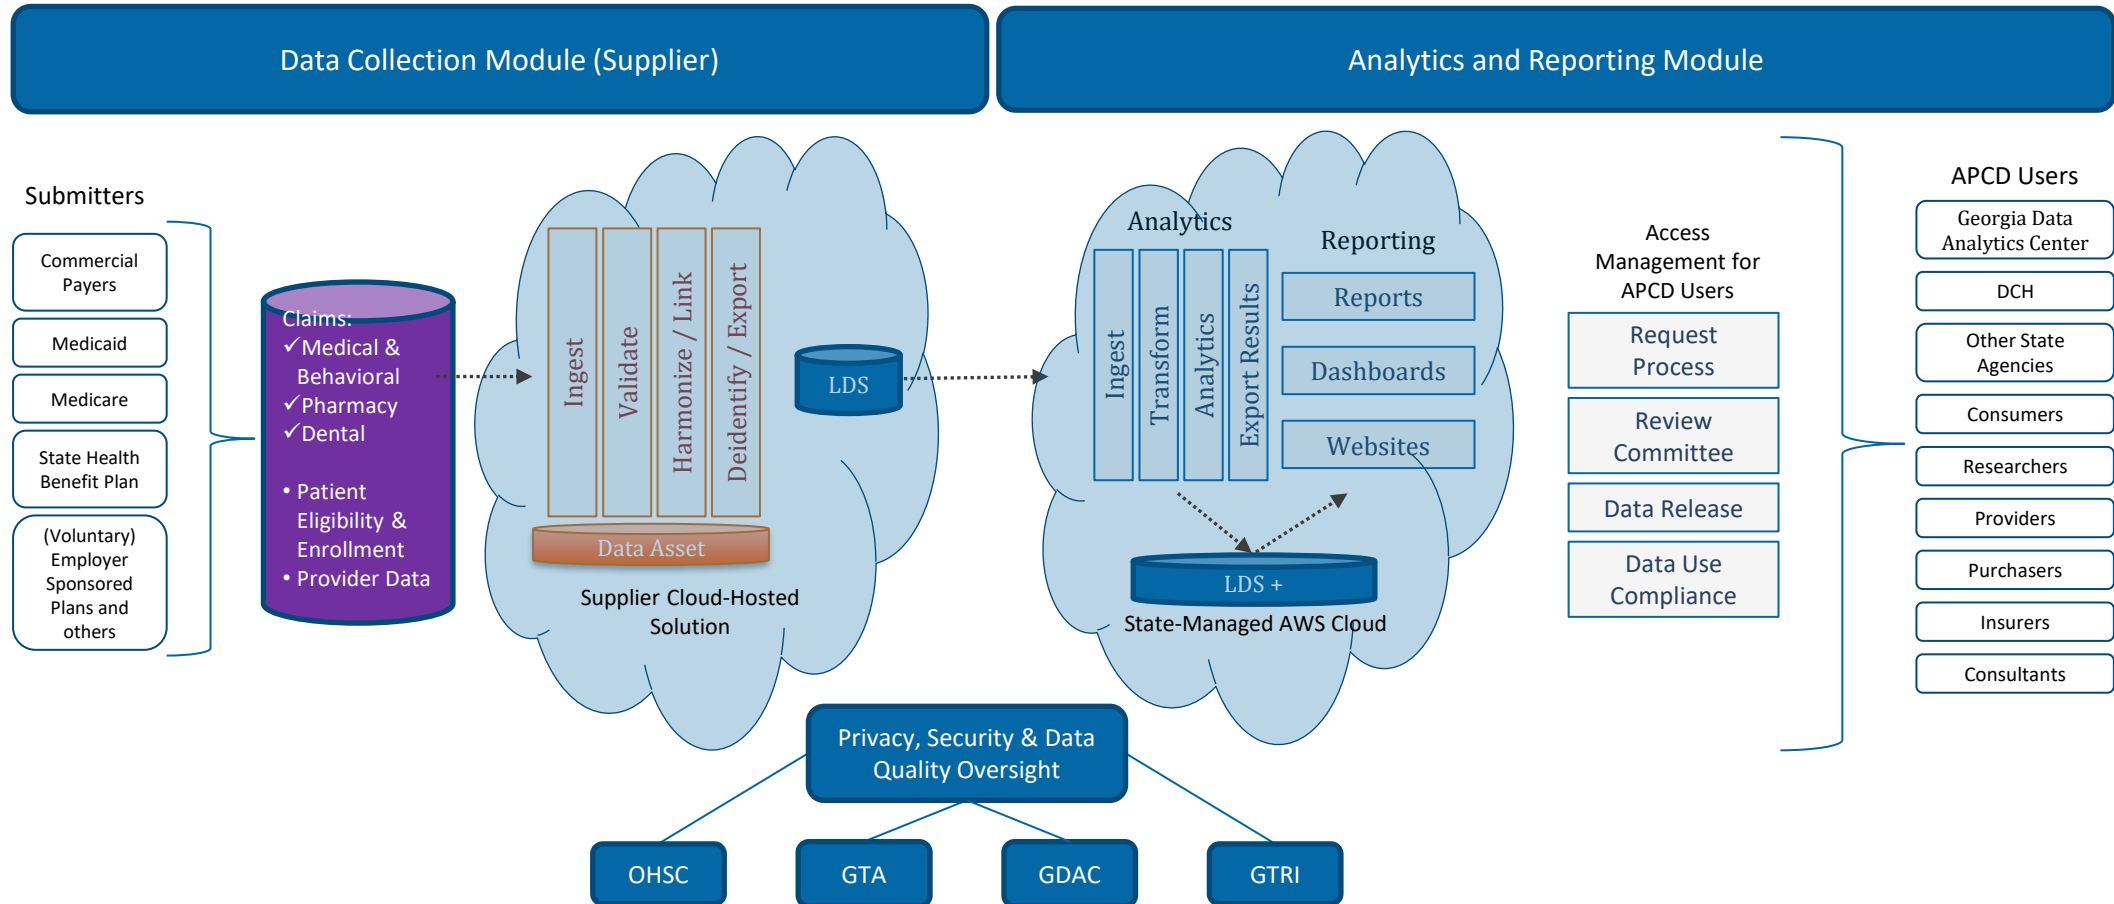 Data Collection Module (Supplier)
Analytics and Reporting Module
Submitters
Commercial
Payers
Medicaid
Medicare
State Health
Benefit Plan
(Voluntary)
Employer
Sponsored
Plans and
others
Claims:
✓Medical &
Behavioral
✓Pharmacy
✓Dental
• Patient
Eligibility &
Enrollment
• Provider Data
Ingest
Validate
Harmonize / Link
Deidentify / Export
Data Asset
Supplier Cloud-Hosted
Solution
LDS
Analytics
Ingest
Transform
Analytics
Export Results
Reporting
Reports
Dashboards
Websites
LDS +
State-Managed AWS Cloud
Access
Management for
APCD Users
Request
Process
Review
Committee
Data Release
Data Use
Compliance
APCD Users
Georgia Data
Analytics Center
DCH
Other State
Agencies
Consumers
Researchers
Providers
Purchasers
Insurers
Consultants
Privacy, Security & Data
Quality Oversight
OHSC
GTA
GDAC
GTRI